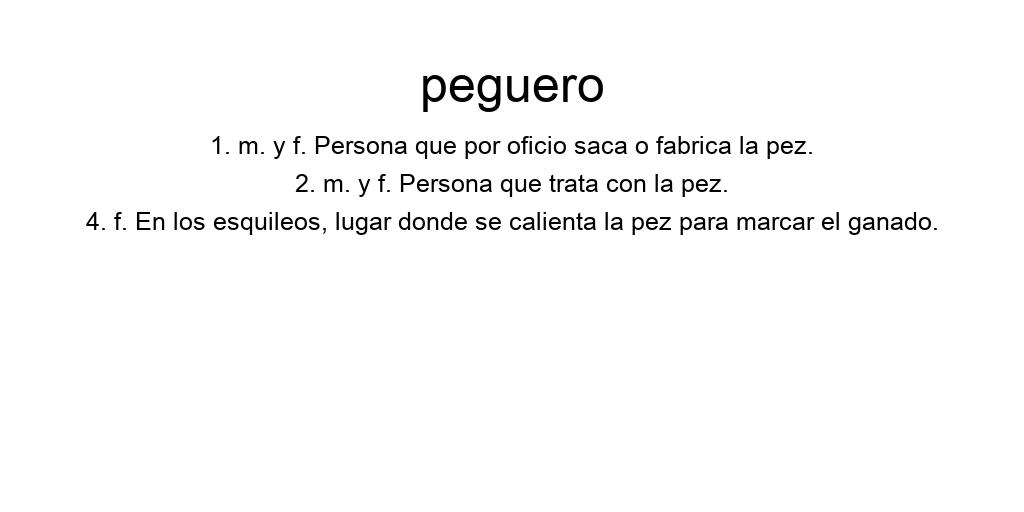 peguero
1. m. y f. Persona que por oficio saca o fabrica la pez.
2. m. y f. Persona que trata con la pez.
4. f. En los esquileos, lugar donde se calienta la pez para marcar el ganado.